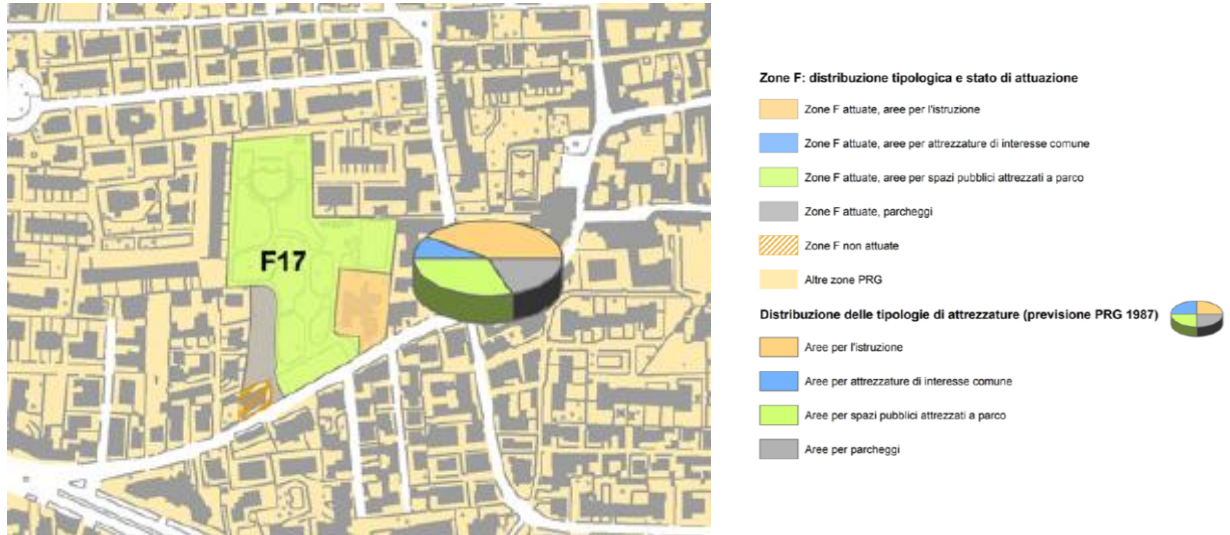 F17
Zone F: distribuzione tipologica e stato di attuazione
Zone F attuate, aree per l'istruzione
Zone F attuate, aree per attrezzature di interesse comune
Zone F attuate, aree per spazi pubblici attrezzati a parco
Zone F attuate, parcheggi
Zone F non attuate
Altre zone PRG
Distribuzione delle tipologie di attrezzature (previsione PRG 1987)
Aree per l'istruzione
Aree per attrezzature di interesse comune
Aree per spazi pubblici attrezzati a parco
Aree per parcheggi